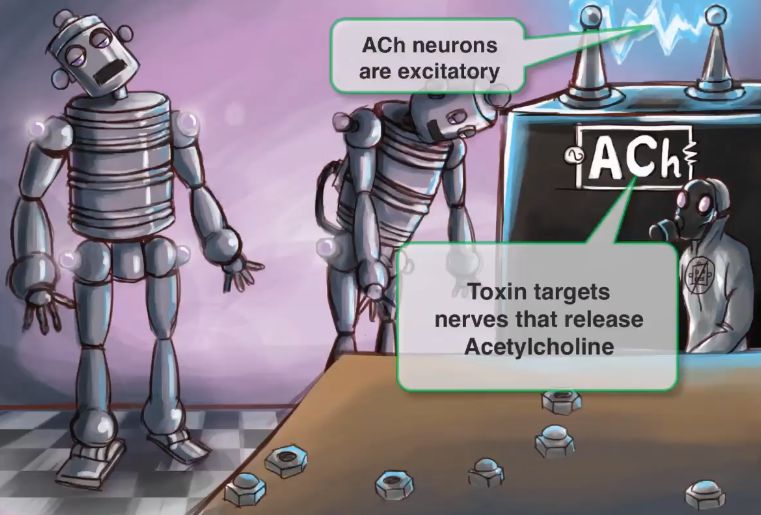 ACh neurons
are excitatory
ACh
Toxin targets
nerves that release
Acetylcholine